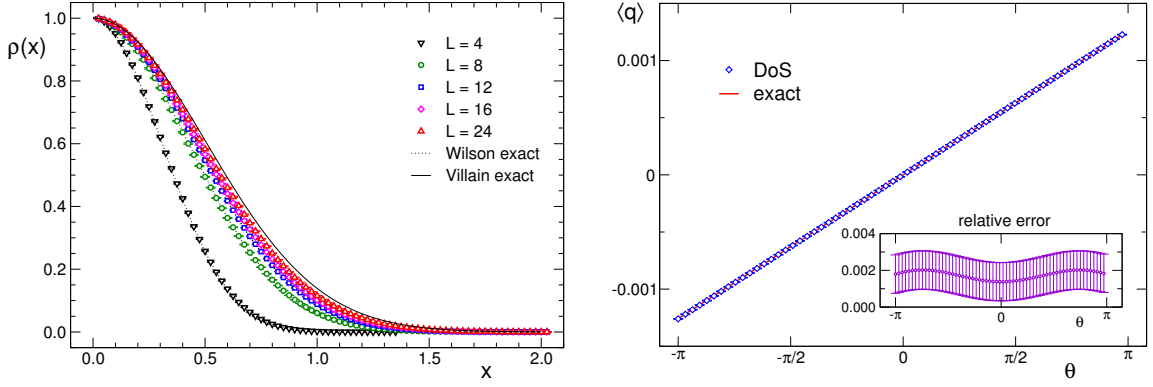 ρ(x)
1.0
0.8
0.6
0.4
0.2
0.0
0.0 0.5 1.0 1.5 2.0
x
L = 4
L = 8
L = 12
L = 16
L = 24
Wilson exact
Villain exact
⟨q⟩
0.001
0
-0.001
-π -π/2 0 π/2 π
θ
DoS
exact
relative error
0.004
0.002
0.000
-π 0 θ π